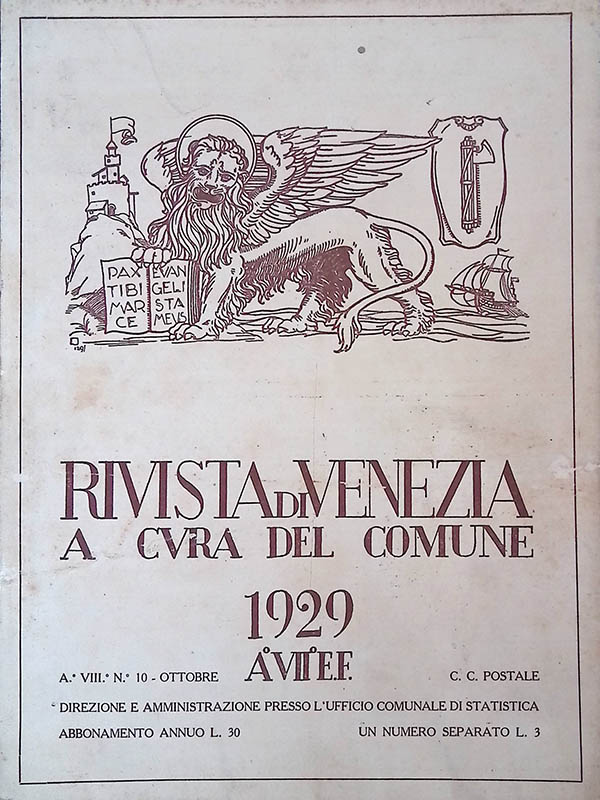 PAX EVAN
TIBI GELI
MAR STA
CE MEVS
RIVISTA DI VENEZIA
A CVRA DEL COMUNE
1929
A° VII° E.F.
A.° VIII.° N.° 10 - OTTOBRE C. C. POSTALE
DIREZIONE E AMMINISTRAZIONE PRESSO L'UFFICIO COMUNALE DI STATISTICA
ABBONAMENTO ANNUO L. 30 UN NUMERO SEPARATO L. 3